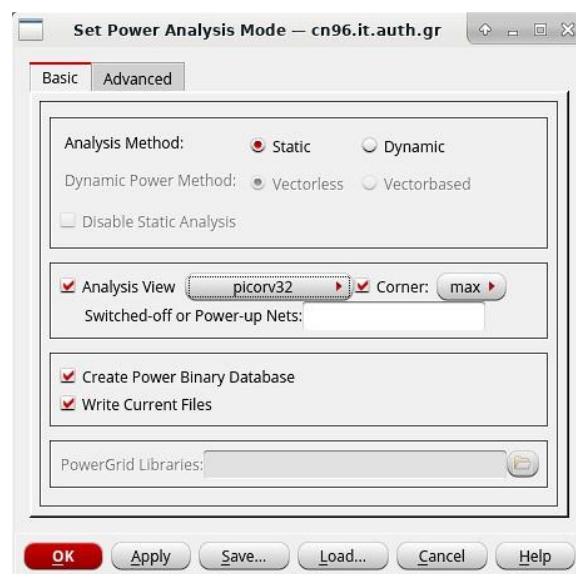 Set Power Analysis Mode — cn96.it.auth.gr
Basic Advanced
Analysis Method: Static Dynamic
Dynamic Power Method: Vectorless Vectorbased
Disable Static Analysis
Analysis View picorv32 Corner: max
Switched-off or Power-up Nets:
Create Power Binary Database
Write Current Files
PowerGrid Libraries:
OK Apply Save... Load... Cancel Help